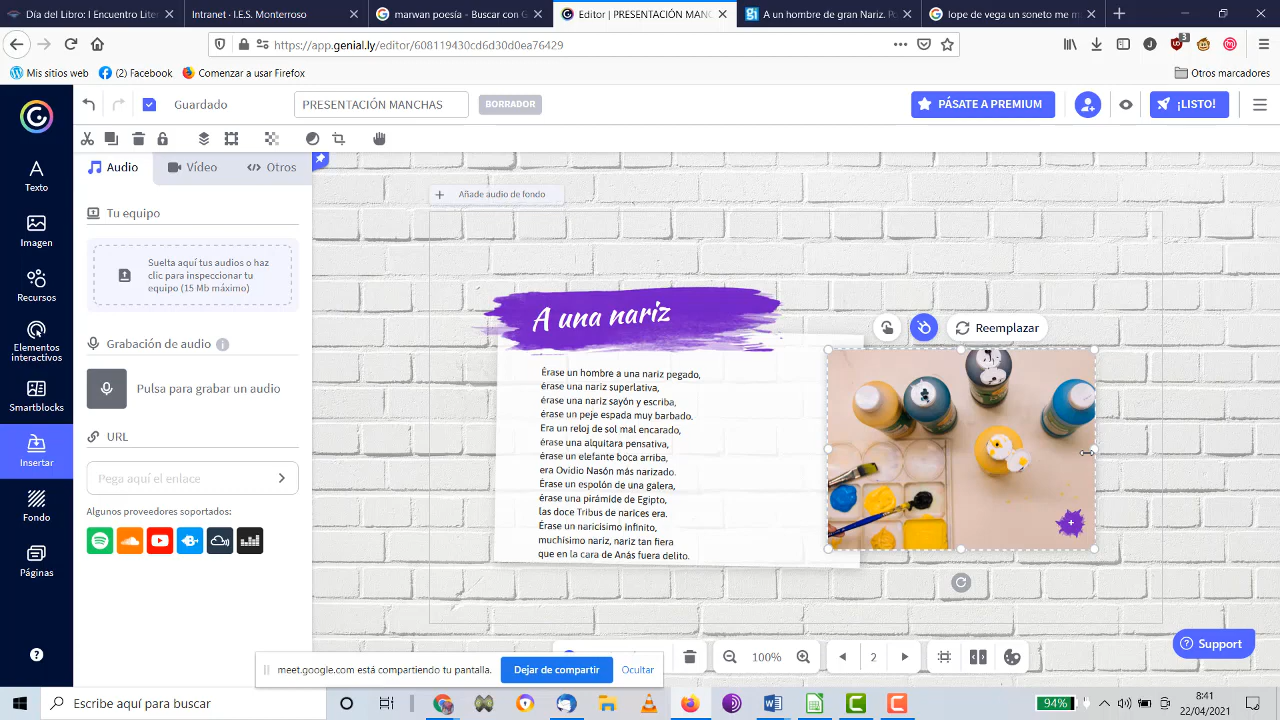 Día del Libro: I Encuentro Liter
Intranet · I.E.S. Monterroso
marwan poesía - Buscar con G
Editor | PRESENTACIÓN MANC
A un hombre de gran Nariz. Po
lope de vega un soneto me m
https://app.genial.ly/editor/608119430cd6d30d0ea76429
3
Mis sitios web
(2) Facebook
Comenzar a usar Firefox
Otros marcadores
Guardado
PRESENTACIÓN MANCHAS
BORRADOR
PÁSATE A PREMIUM
¡LISTO!
Texto
Imagen
Recursos
Elementos
interactivos
Smartblocks
Insertar
Fondo
Páginas
Audio
Vídeo
Otros
Tu equipo
Suelta aquí tus audios o haz
clic para inspeccionar tu
equipo (15 Mb máximo)
Grabación de audio
Pulsa para grabar un audio
URL
Pega aquí el enlace
Algunos proveedores soportados:
Añade audio de fondo
A una nariz
Érase un hombre a una nariz pegado,
érase una nariz superlativa,
érase una nariz sayón y escriba,
érase un peje espada muy barbado.
Era un reloj de sol mal encarado,
érase una alquitara pensativa,
érase un elefante boca arriba,
era Ovidio Nasón más narizado.
Érase un espolón de una galera,
érase una pirámide de Egipto,
las doce Tribus de narices era.
Érase un naricísimo infinito,
muchísimo nariz, nariz tan fiera
que en la cara de Anás fuera delito.
Reemplazar
100%
2
Support
meet.google.com está compartiendo tu pantalla.
Dejar de compartir
Ocultar
Escribe aquí para buscar
94%
8:41
22/04/2021